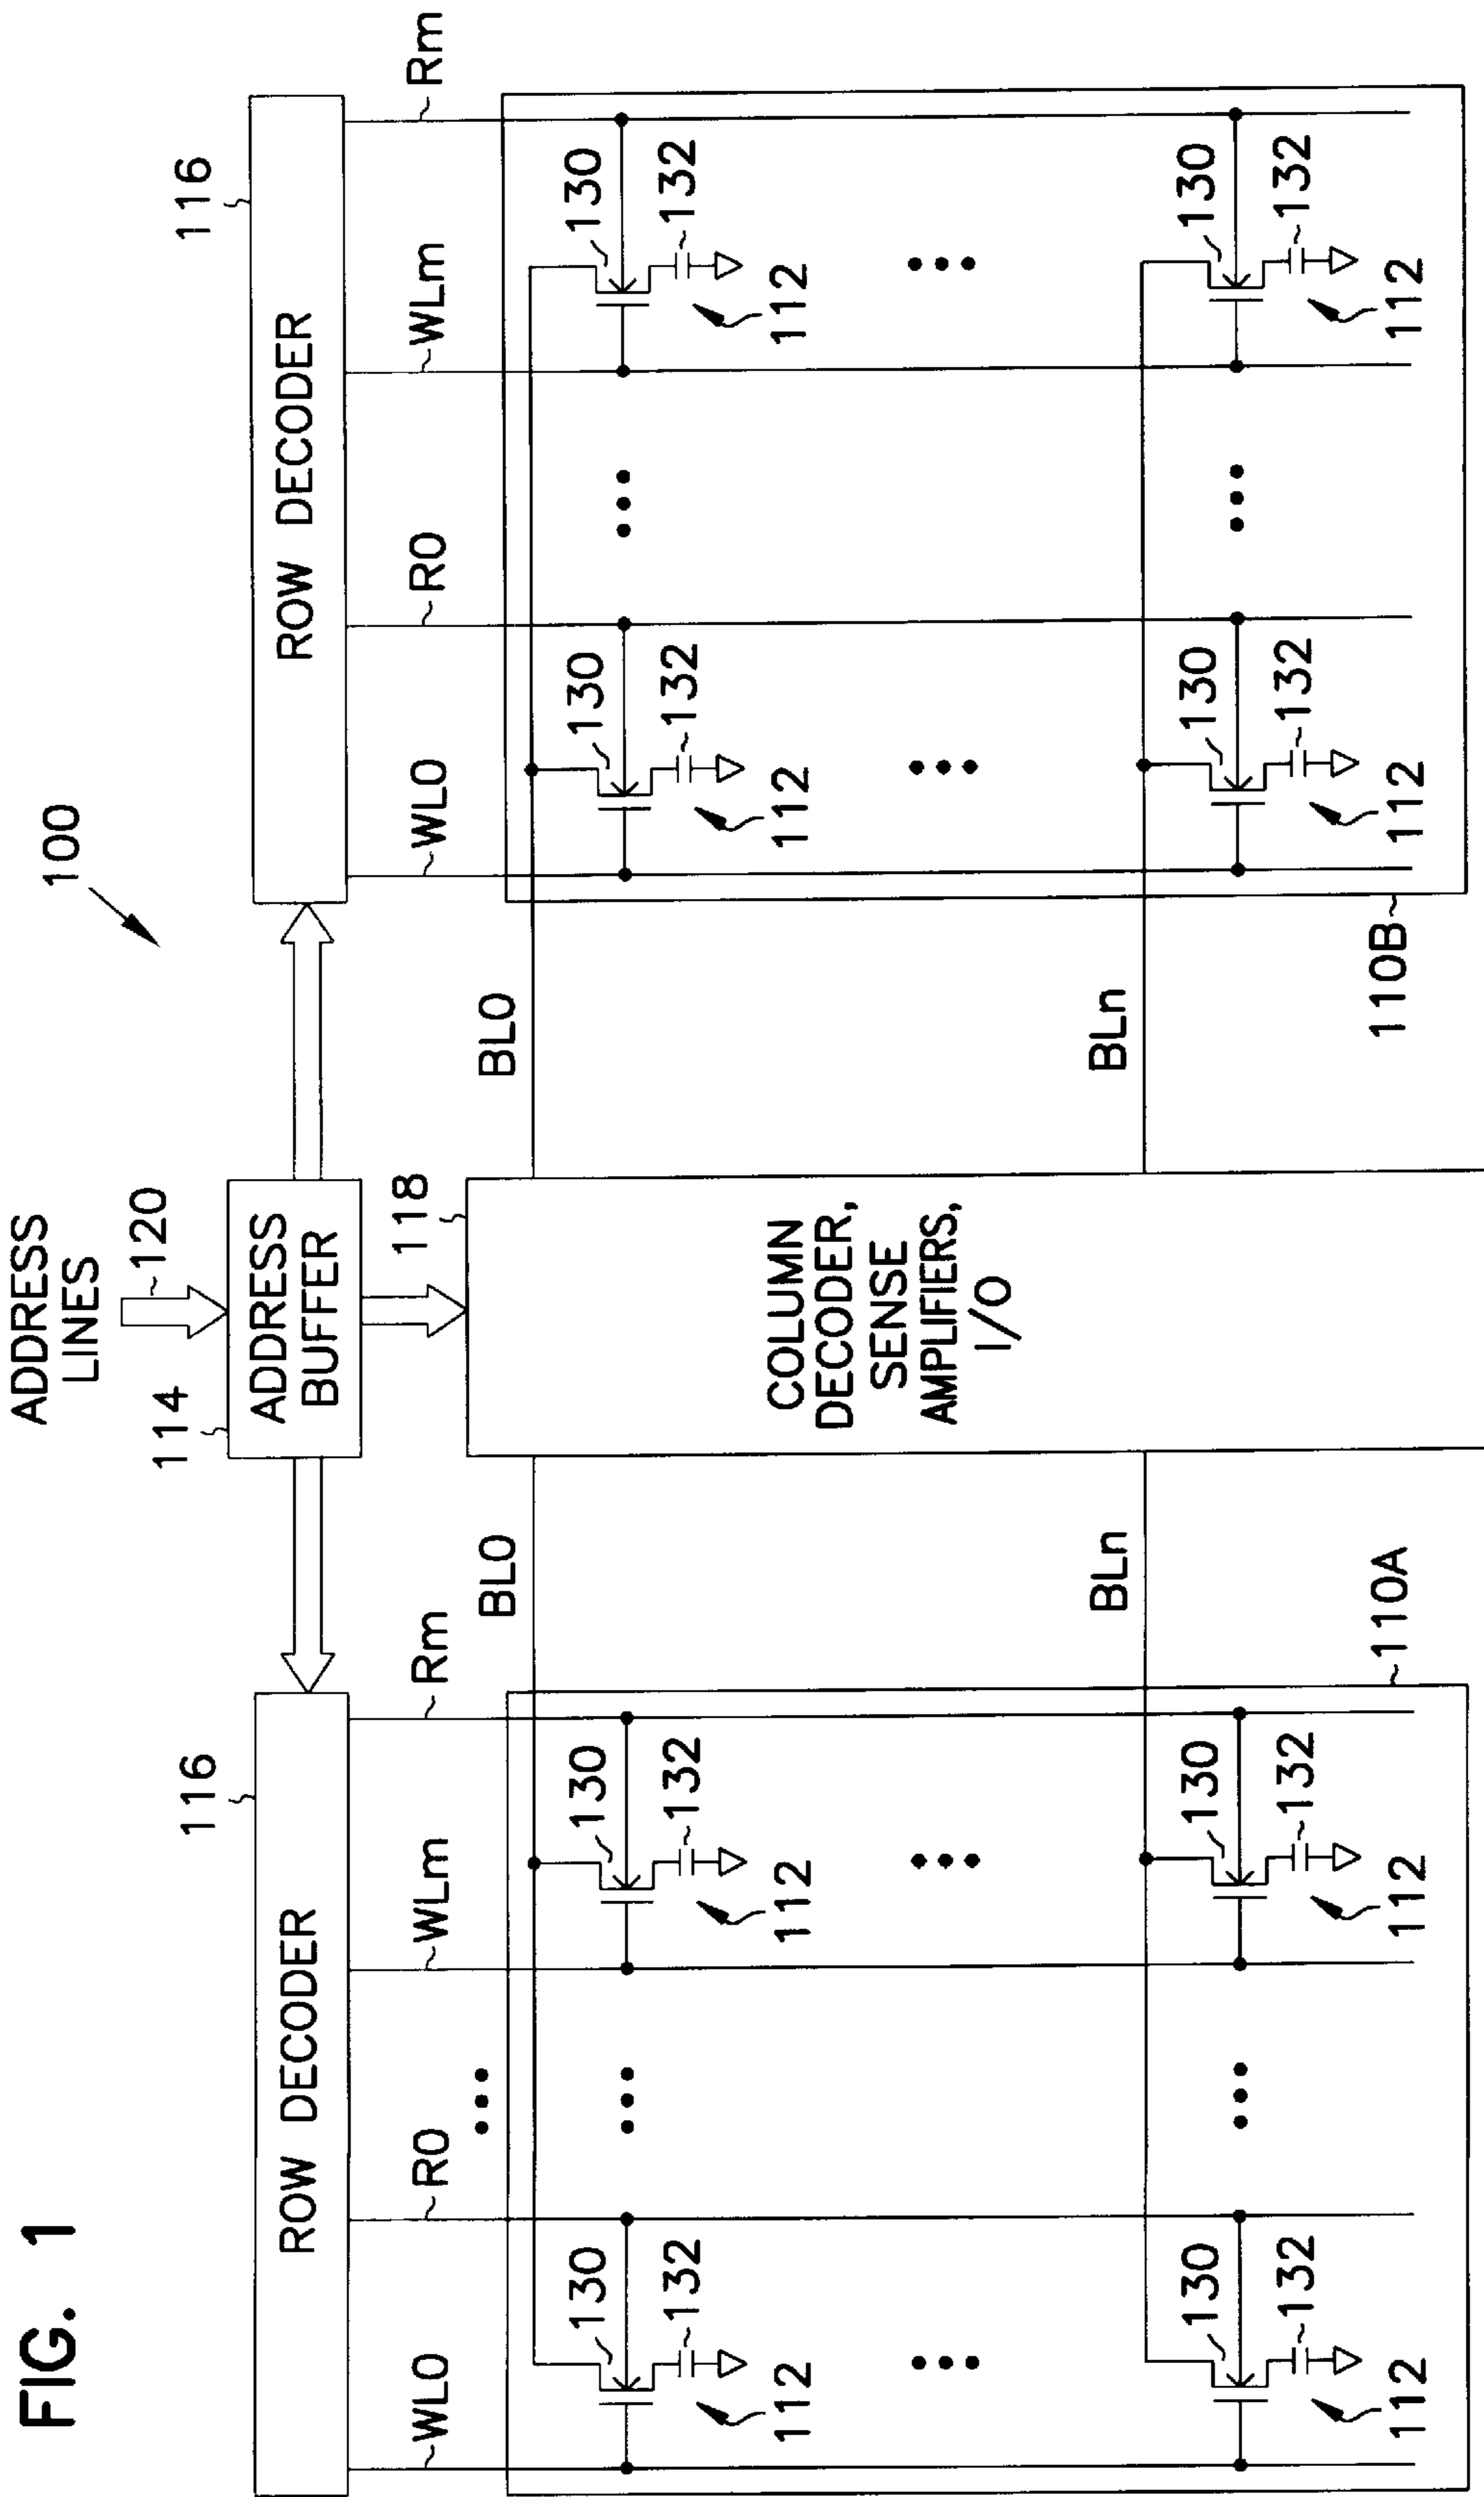 FIG. 1
ADDRESS
LINES
100
120
114
116
116
ADDRESS
BUFFER
ROW DECODER
ROW DECODER
118
WL0
R0
WLm
Rm
WL0
R0
WLm
Rm
BL0
BL0
130
130
130
130
132
132
132
132
112
112
112
112
COLUMN
DECODER,
SENSE
AMPLIFIERS,
I/O
BLn
BLn
130
130
130
130
132
132
132
132
112
112
112
112
110A
110B